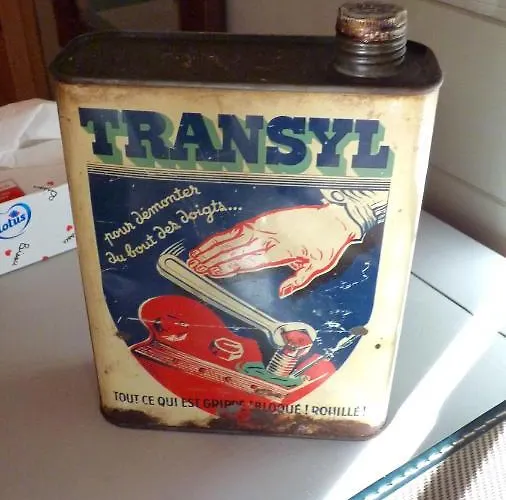 TRANSYL
pour démonter
du bout des doigts...
TOUT CE QUI EST GRIPPÉ ! BLOQUÉ ! ROUILLÉ !
Lotus